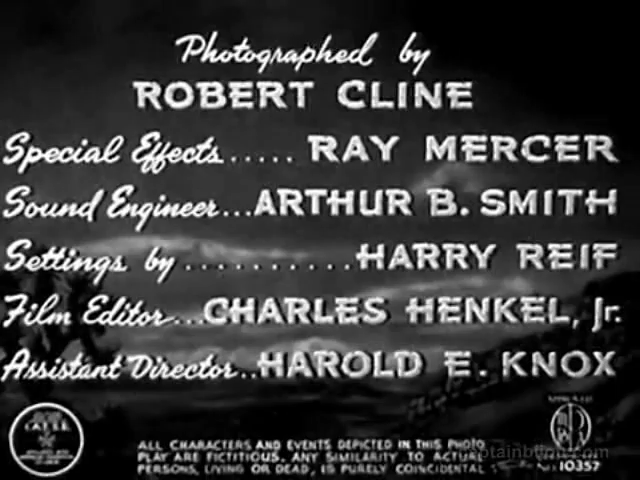 Photographed by
ROBERT CLINE
Special Effects..... RAY MERCER
Sound Engineer...ARTHUR B. SMITH
Settings by ...........HARRY REIF
Film Editor...CHARLES HENKEL, Jr.
Assistant Director..HAROLD E. KNOX
I.A.T.S.E.
APPROVED
ALL CHARACTERS AND EVENTS DEPICTED IN THIS PHOTO
PLAY ARE FICTITIOUS. ANY SIMILARITY TO ACTUAL
PERSONS, LIVING OR DEAD, IS PURELY COINCIDENTAL
No 10357